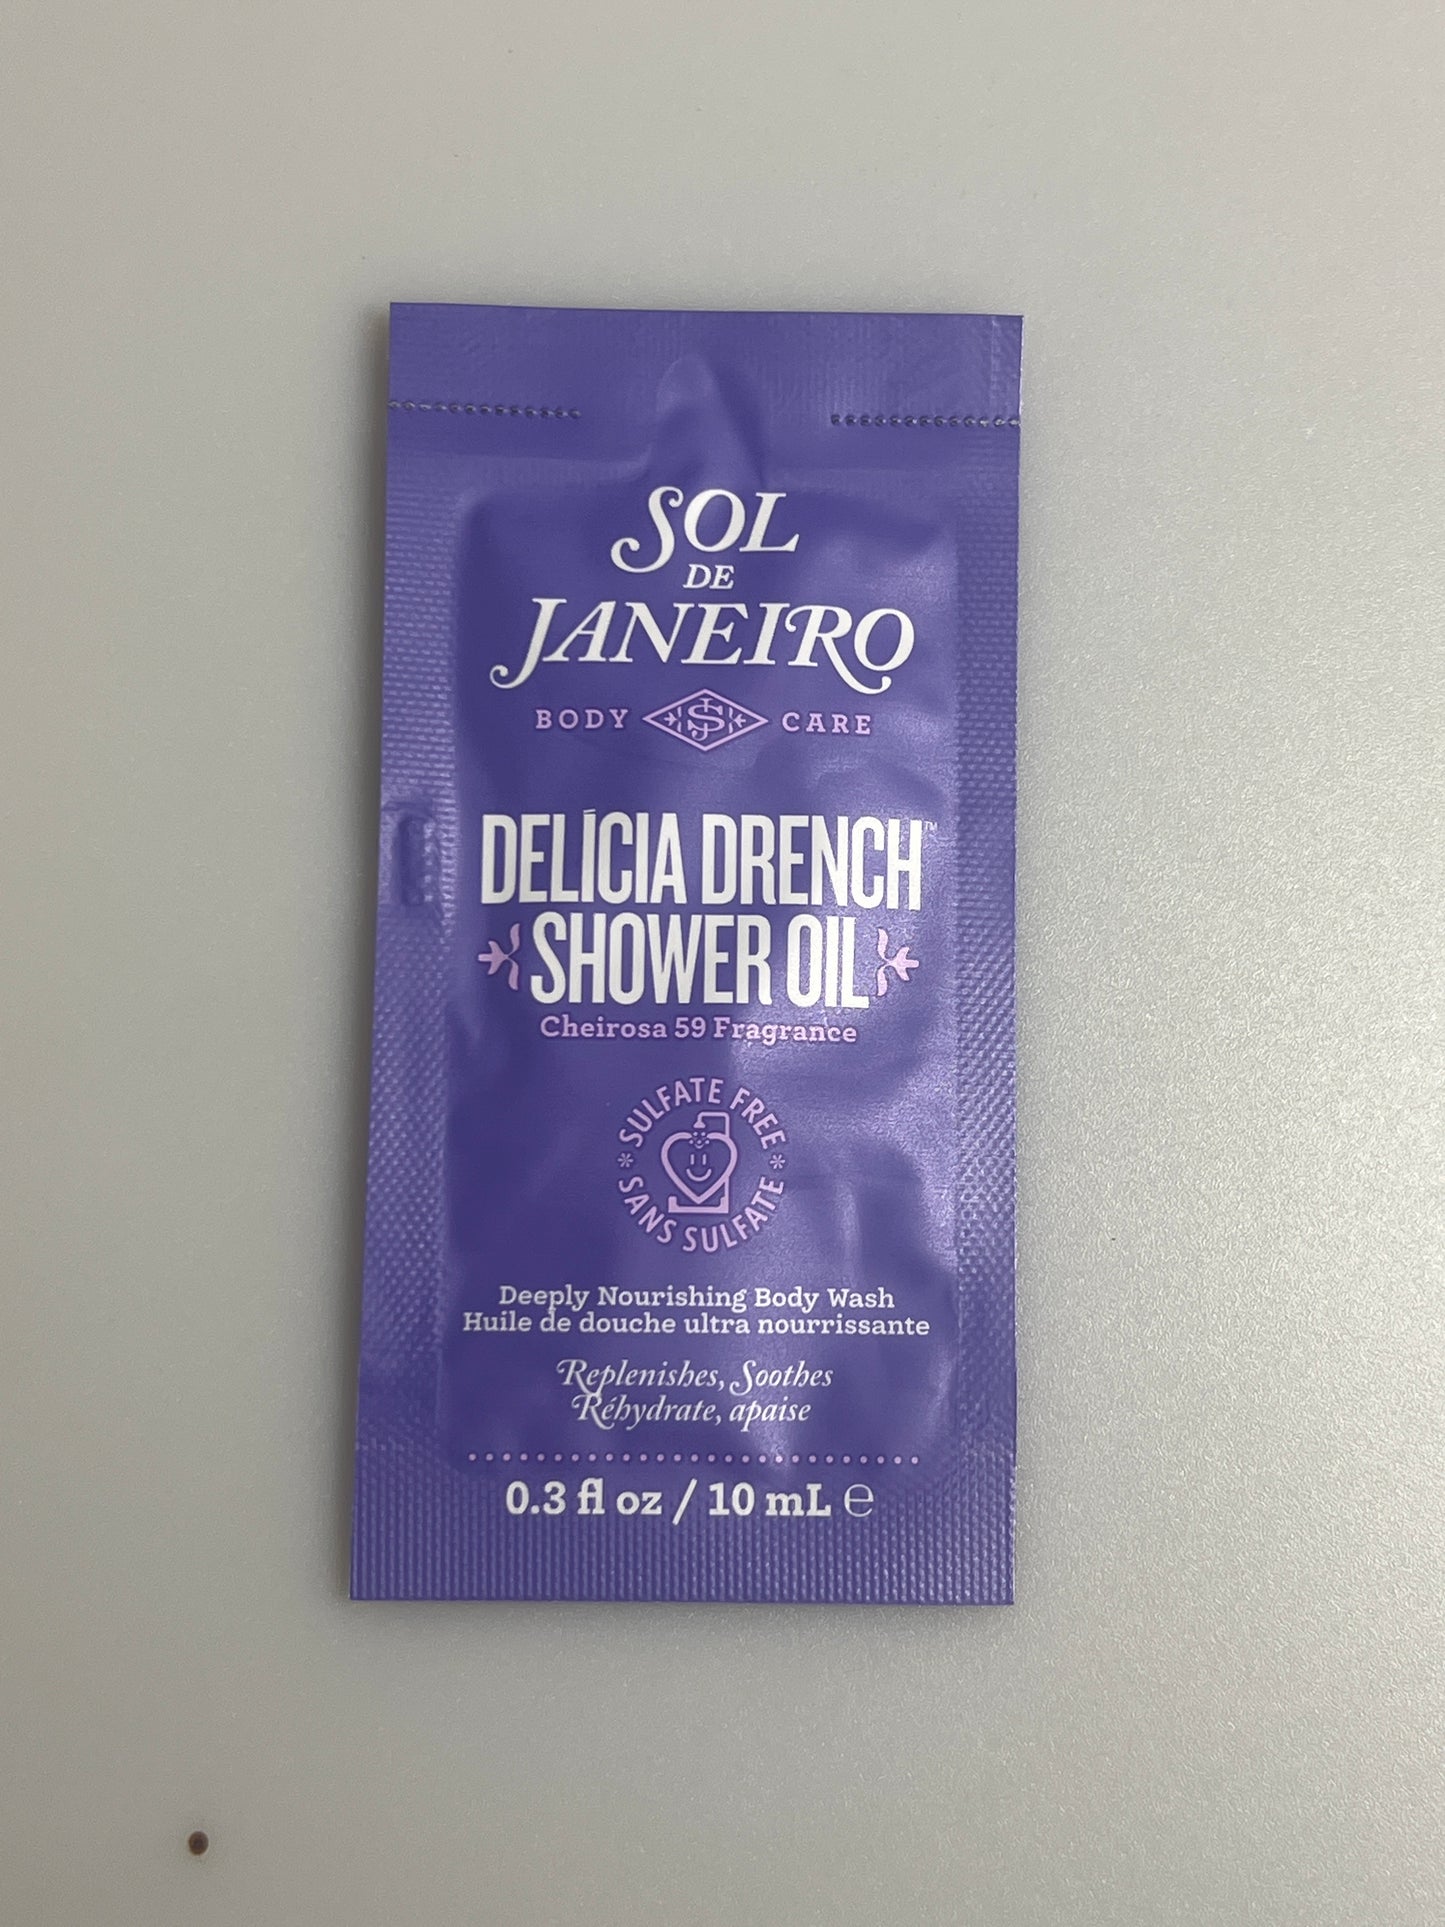 SOL
DE
JANEIRO
BODY SJ CARE
DELÍCIA DRENCH™
SHOWER OIL
Cheirosa 59 Fragrance
* SULFATE FREE *
SANS SULFATE
Deeply Nourishing Body Wash
Huile de douche ultra nourrissante
Replenishes, Soothes
Réhydrate, apaise
0.3 fl oz / 10 mL ℮